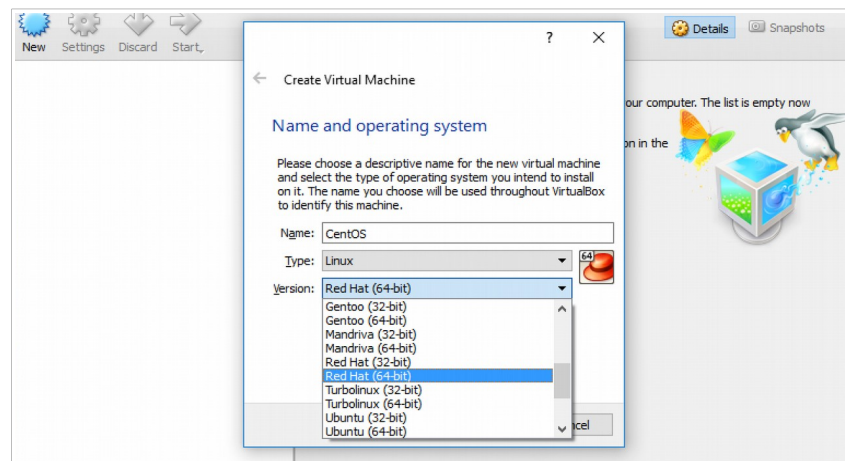 New Settings Discard Start
Details Snapshots
? ×
Create Virtual Machine
our computer. The list is empty now
Name and operating system
on in the
Please choose a descriptive name for the new virtual machine
and select the type of operating system you intend to install
on it. The name you choose will be used throughout VirtualBox
to identify this machine.
Name: CentOS
Type: Linux
64
Version: Red Hat (64-bit)
Gentoo (32-bit)
Gentoo (64-bit)
Mandriva (32-bit)
Mandriva (64-bit)
Red Hat (32-bit)
Red Hat (64-bit)
Turbolinux (32-bit)
Turbolinux (64-bit)
Ubuntu (32-bit)
Ubuntu (64-bit)
ncel